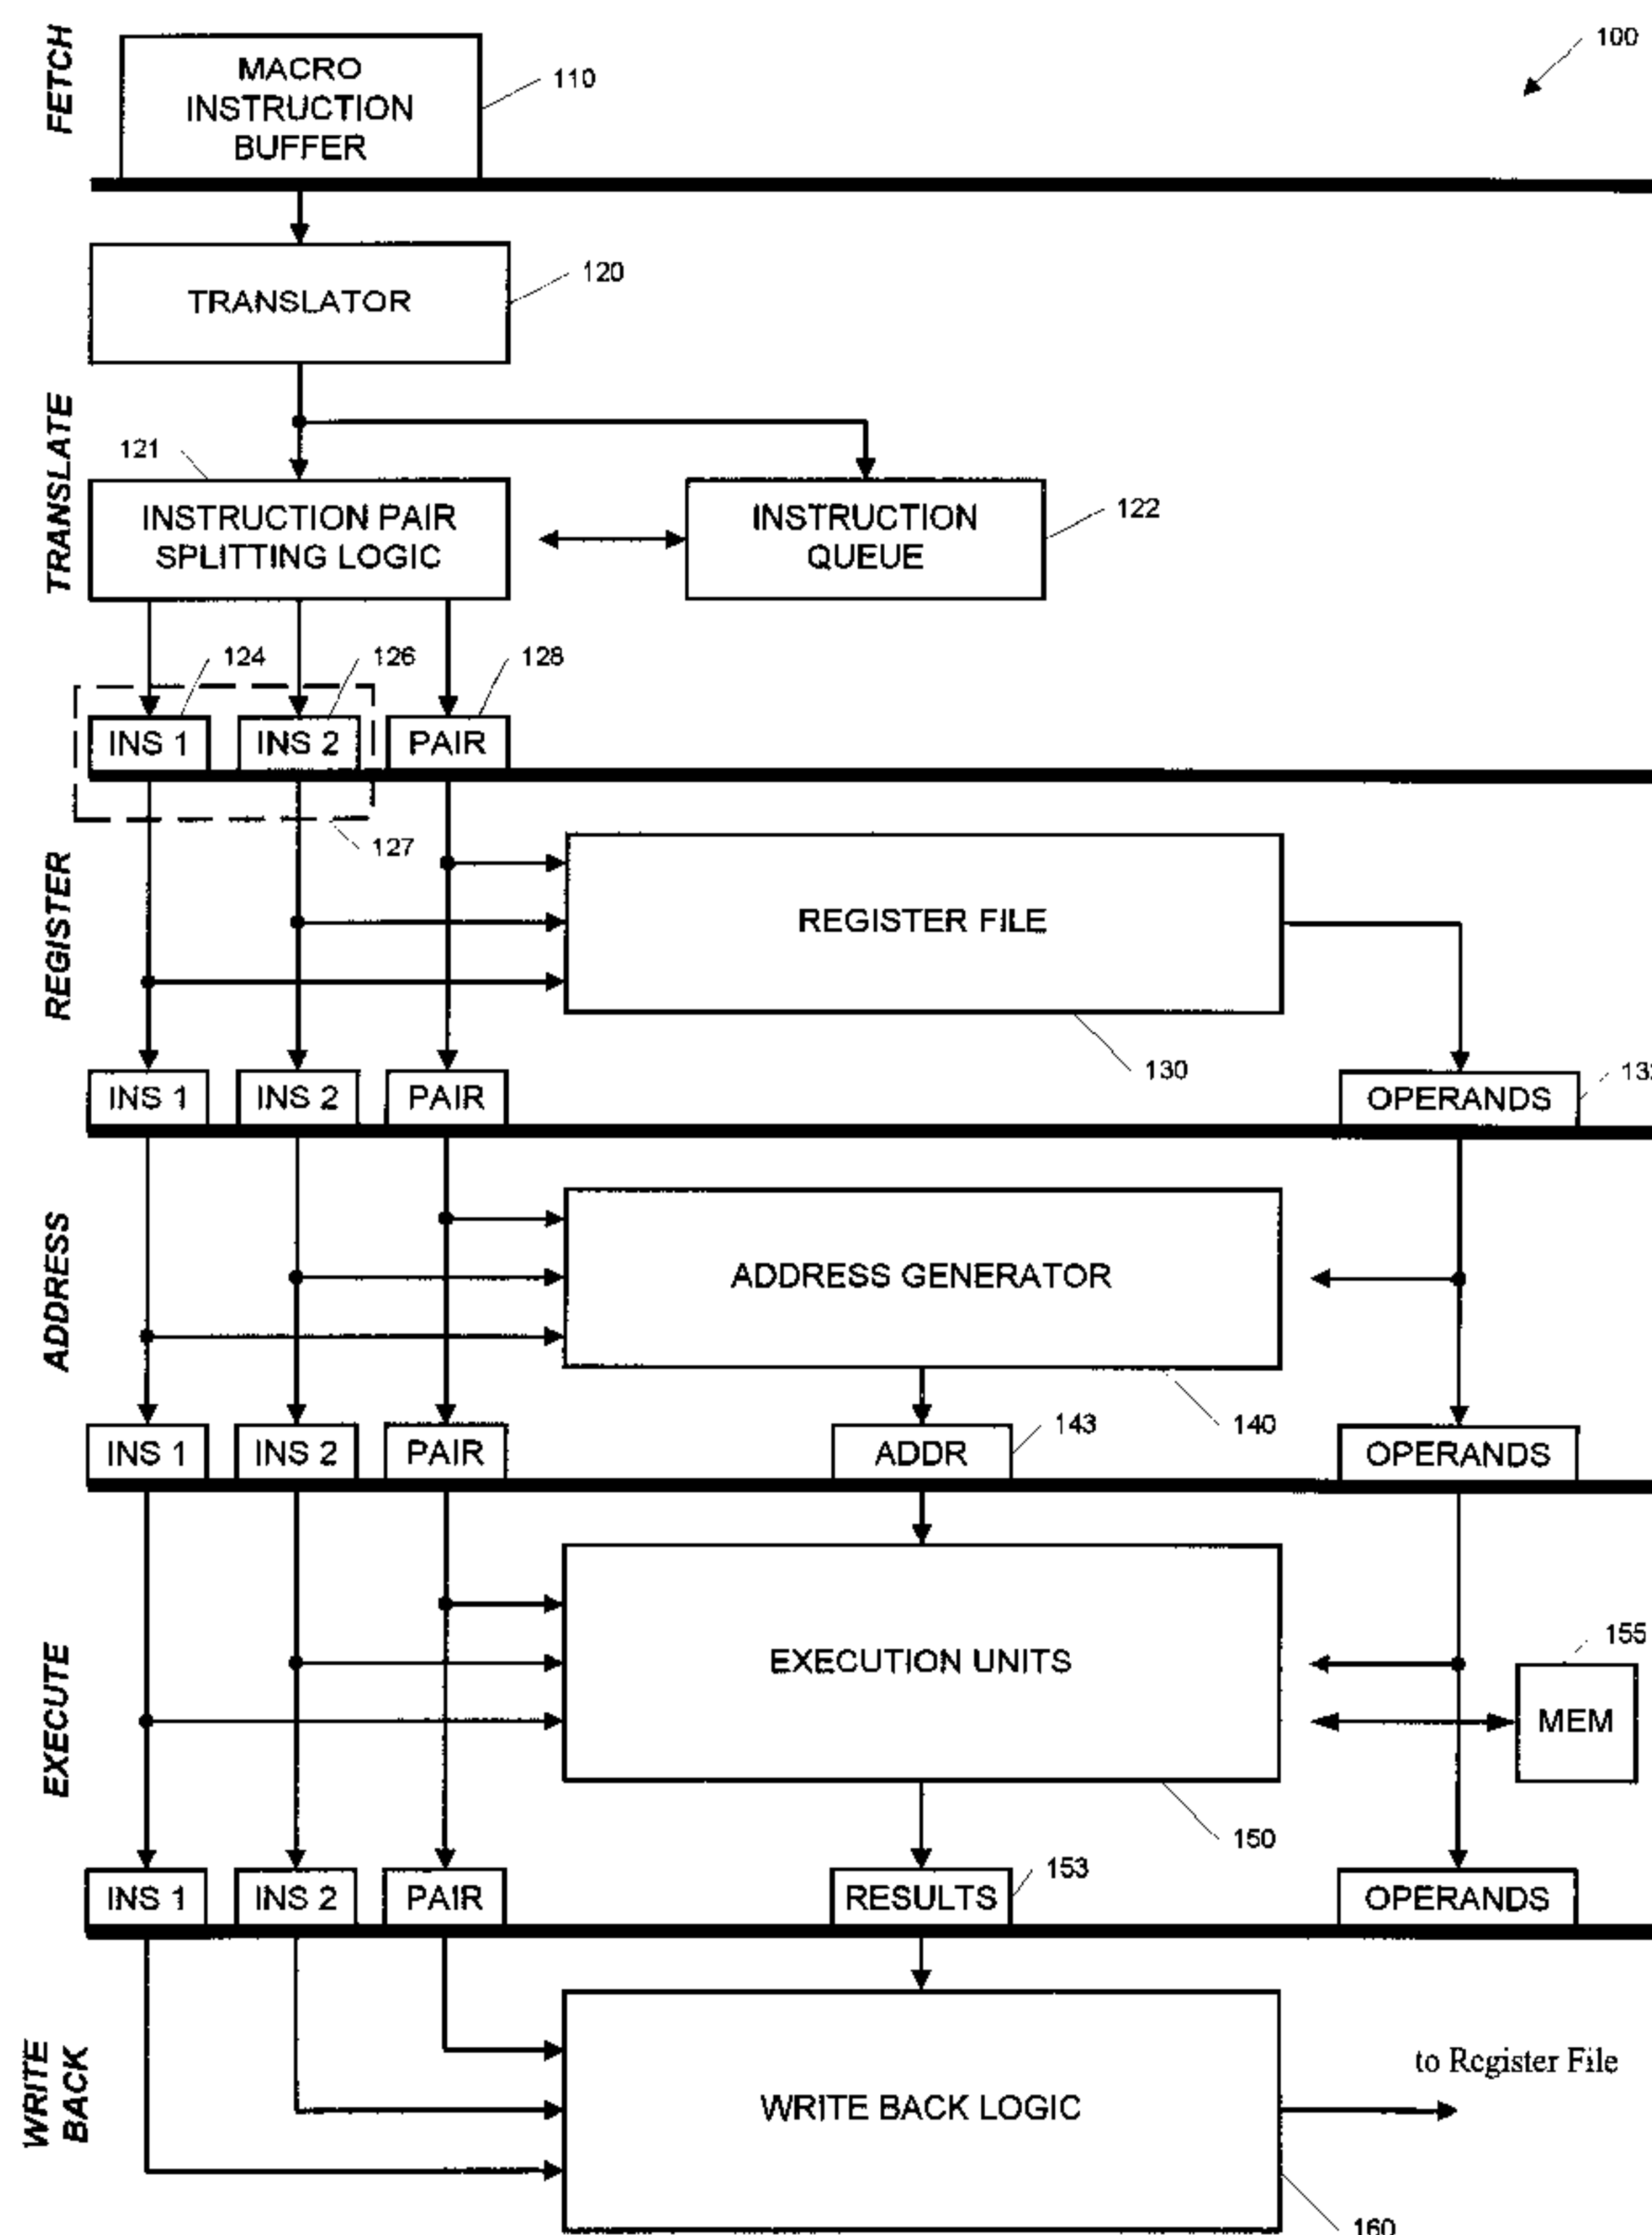 FETCH
MACRO
INSTRUCTION
BUFFER
110
100
TRANSLATOR
120
TRANSLATE
121
INSTRUCTION PAIR
SPLITTING LOGIC
INSTRUCTION
QUEUE
122
124
126
128
INS 1
INS 2
PAIR
127
REGISTER
REGISTER FILE
130
INS 1
INS 2
PAIR
OPERANDS
ADDRESS
ADDRESS GENERATOR
140
INS 1
INS 2
PAIR
ADDR
143
OPERANDS
EXECUTE
EXECUTION UNITS
155
MEM
150
INS 1
INS 2
PAIR
RESULTS
153
OPERANDS
WRITE
BACK
WRITE BACK LOGIC
to Register File
160